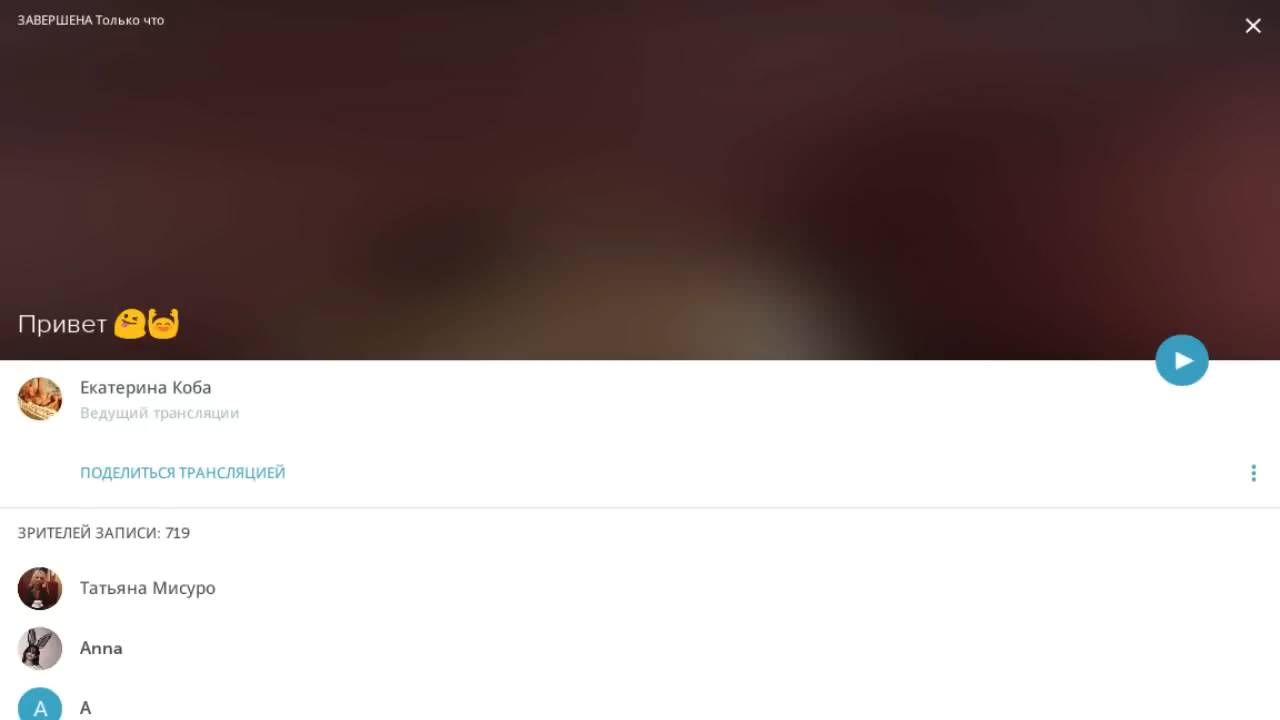 ЗАВЕРШЕНА Только что
Привет 😜🙌
Екатерина Коба
Ведущий трансляции
ПОДЕЛИТЬСЯ ТРАНСЛЯЦИЕЙ
ЗРИТЕЛЕЙ ЗАПИСИ: 719
Татьяна Мисуро
Anna
A A